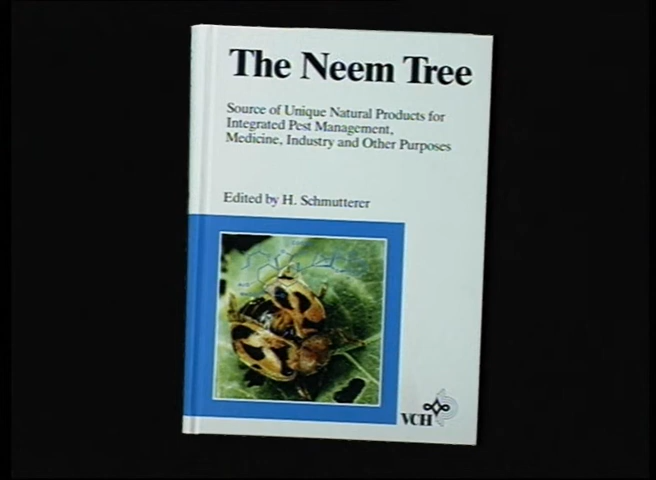 The Neem Tree
Source of Unique Natural Products for
Integrated Pest Management,
Medicine, Industry and Other Purposes
Edited by H. Schmutterer
VCH